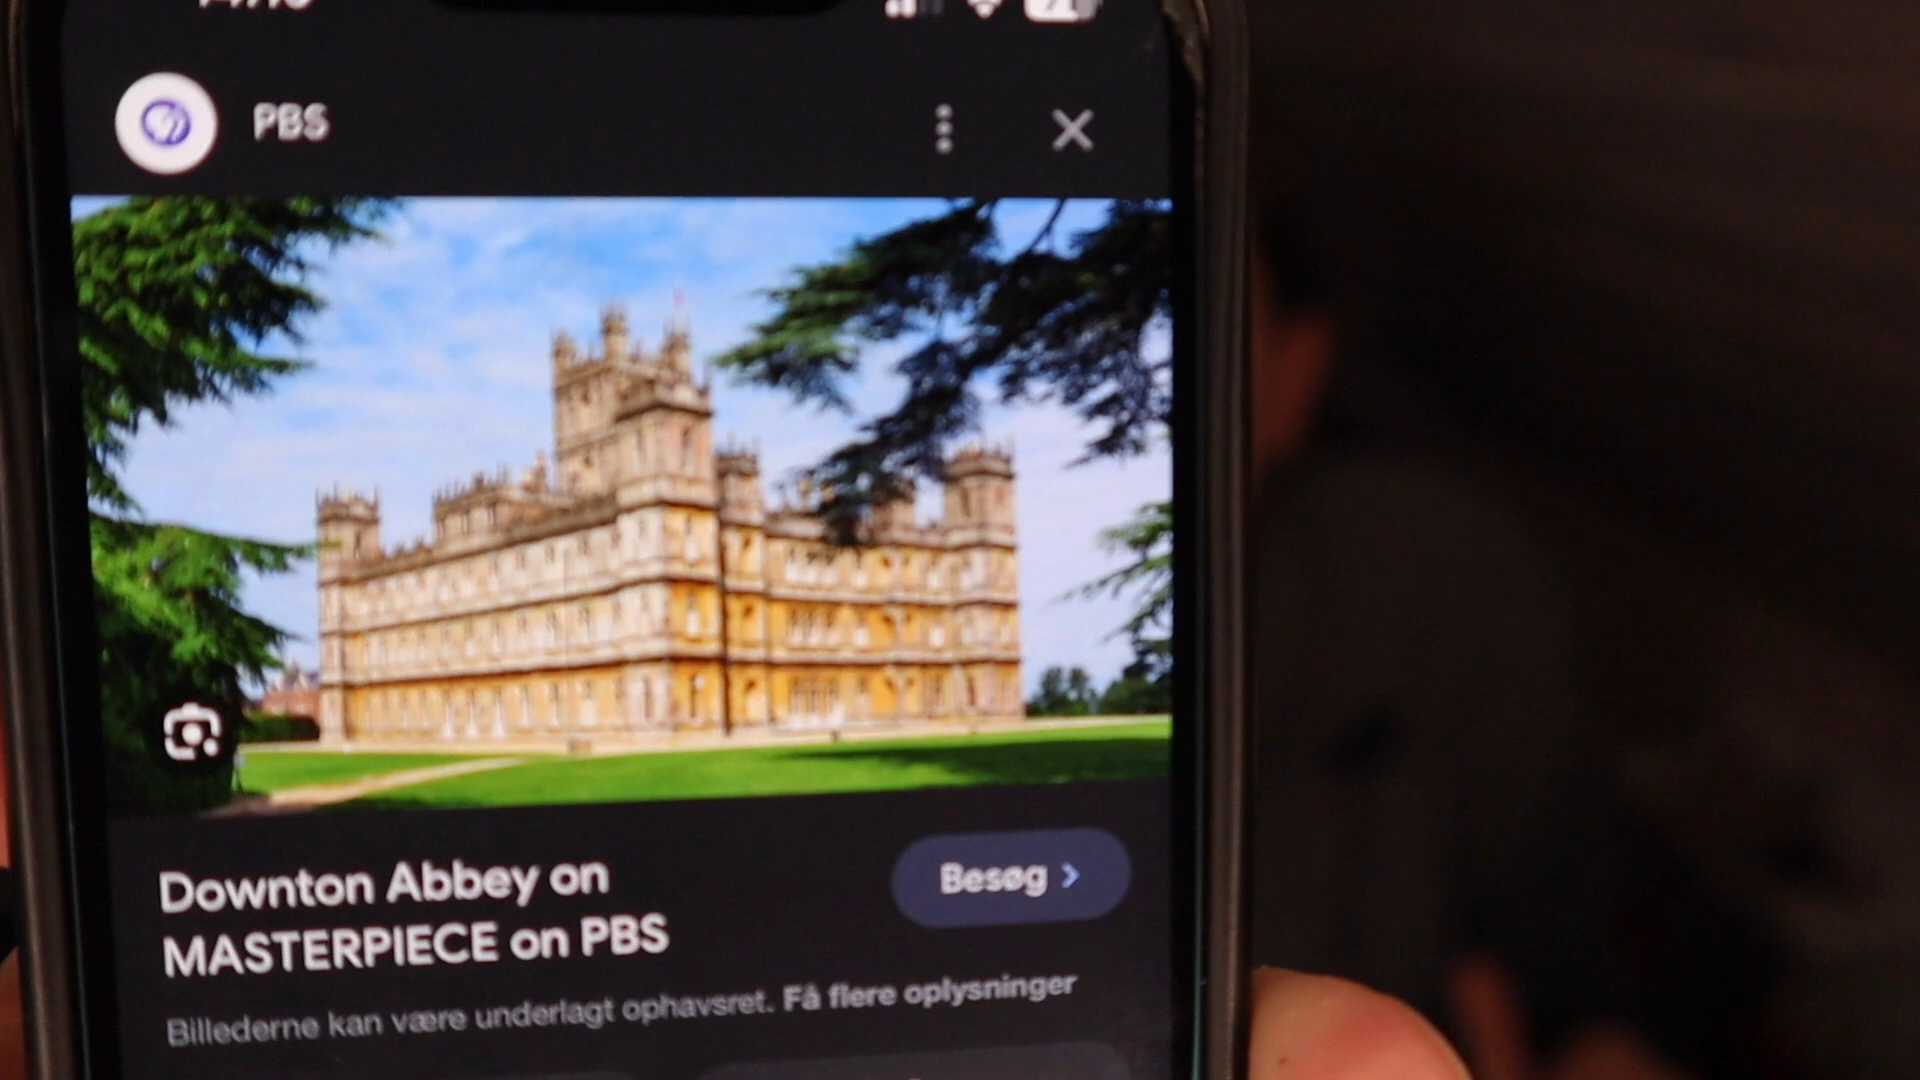 PBS
Downton Abbey on
MASTERPIECE on PBS
Besøg
Billederne kan være underlagt ophavsret. Få flere oplysninger